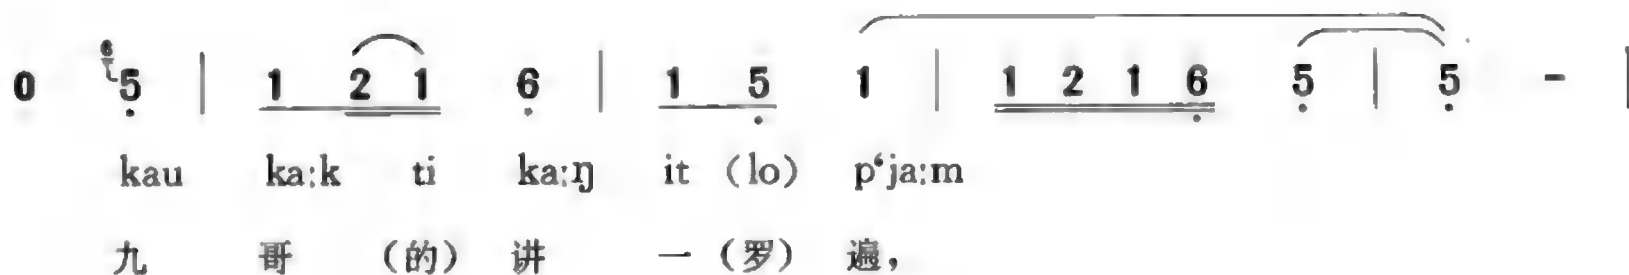 0 6 5 | 1 2 1 6 | 1 5 1 | 1 2 1 6 5 | 5 - |
kau ka:k ti ka:ŋ it (lo) p‘ja:m
九 哥 (的) 讲 一 (罗) 遍,